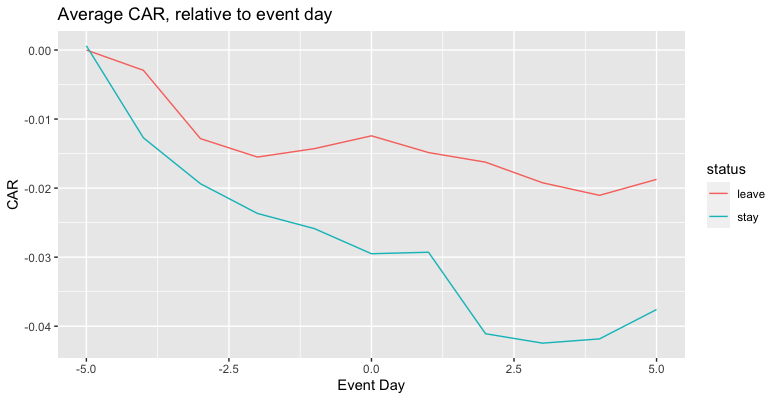 Average CAR, relative to event day
0.00
-0.01
-0.02
-0.03
-0.04
CAR
-5.0
-2.5
0.0
2.5
5.0
Event Day
status
leave
stay